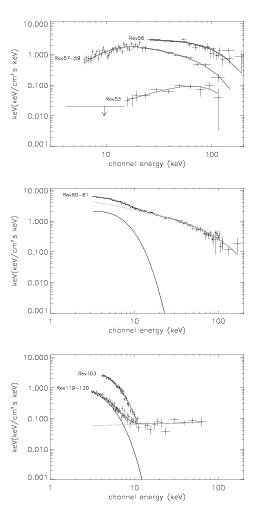 keV(keV/cm²s keV)
10.000
1.000
0.100
0.010
0.001
Rev56
Rev57-59
Rev53
10
100
channel energy (keV)
keV(keV/cm²s keV)
10.000
1.000
0.100
0.010
0.001
Rev60-61
1
10
100
channel energy (keV)
keV(keV/cm²s keV)
10.000
1.000
0.100
0.010
0.001
Rev103
Rev119-120
1
10
100
channel energy (keV)